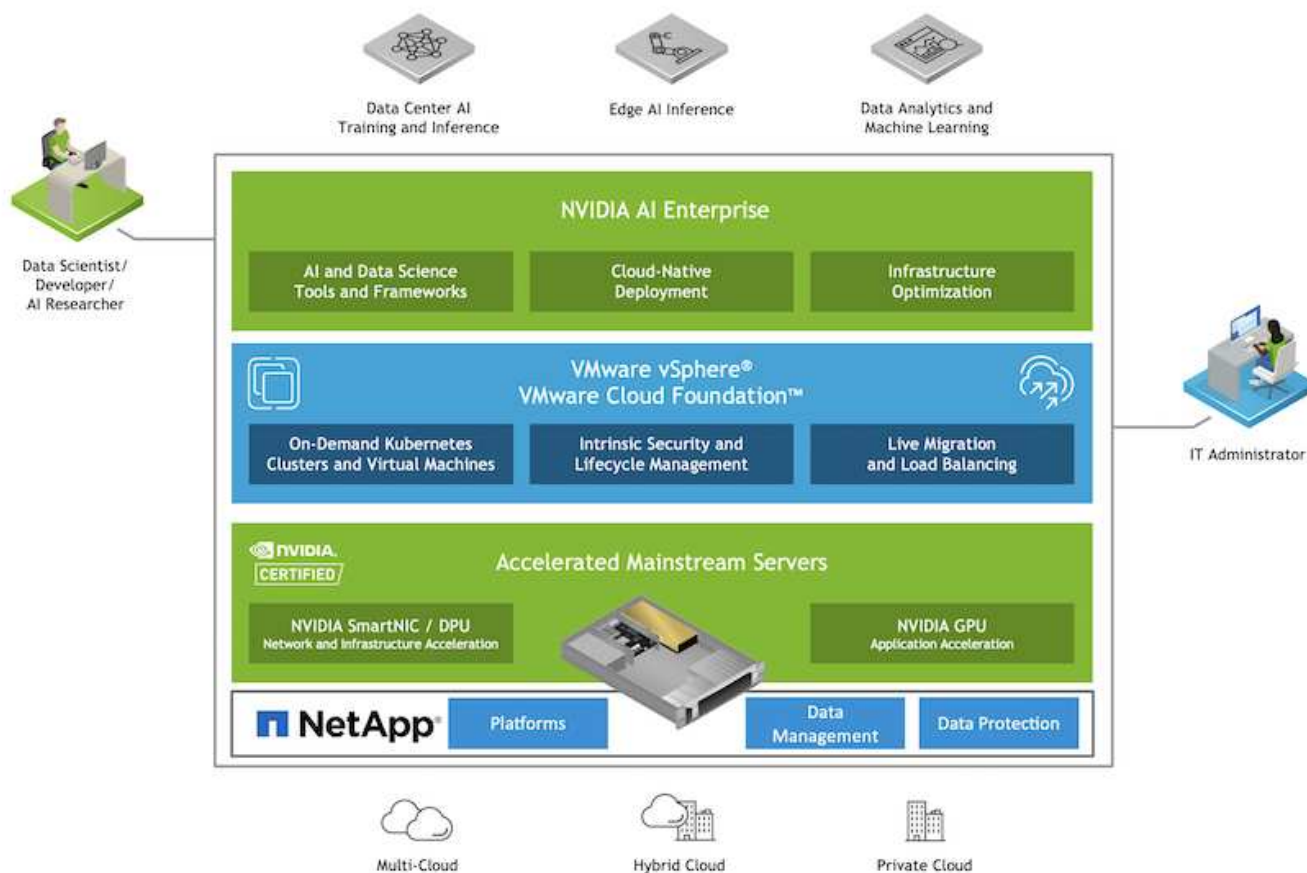 Data Center AI
Training and Inference
Edge AI Inference
Data Analytics and
Machine Learning
Data Scientist/
Developer/
AI Researcher
NVIDIA AI Enterprise
AI and Data Science
Tools and Frameworks
Cloud-Native
Deployment
Infrastructure
Optimization
VMware vSphere®
VMware Cloud Foundation™
On-Demand Kubernetes
Clusters and Virtual Machines
Intrinsic Security and
Lifecycle Management
Live Migration
and Load Balancing
IT Administrator
NVIDIA.
CERTIFIED
Accelerated Mainstream Servers
NVIDIA SmartNIC / DPU
Network and Infrastructure Acceleration
NVIDIA GPU
Application Acceleration
NetApp®
Platforms
Data
Management
Data Protection
Multi-Cloud
Hybrid Cloud
Private Cloud